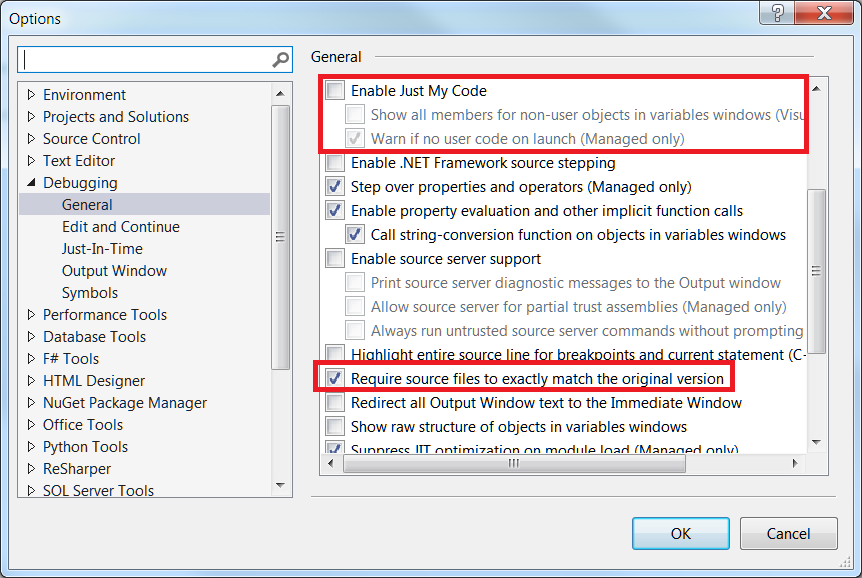 Options
General
Environment
Projects and Solutions
Source Control
Text Editor
Debugging
General
Edit and Continue
Just-In-Time
Output Window
Symbols
Performance Tools
Database Tools
F# Tools
HTML Designer
NuGet Package Manager
Office Tools
Python Tools
ReSharper
SQL Server Tools
Enable Just My Code
Show all members for non-user objects in variables windows (Visu
Warn if no user code on launch (Managed only)
Enable .NET Framework source stepping
Step over properties and operators (Managed only)
Enable property evaluation and other implicit function calls
Call string-conversion function on objects in variables windows
Enable source server support
Print source server diagnostic messages to the Output window
Allow source server for partial trust assemblies (Managed only)
Always run untrusted source server commands without prompting
Highlight entire source line for breakpoints and current statement (C+
Require source files to exactly match the original version
Redirect all Output Window text to the Immediate Window
Show raw structure of objects in variables windows
Suppress JIT optimization on module load (Managed only)
OK
Cancel